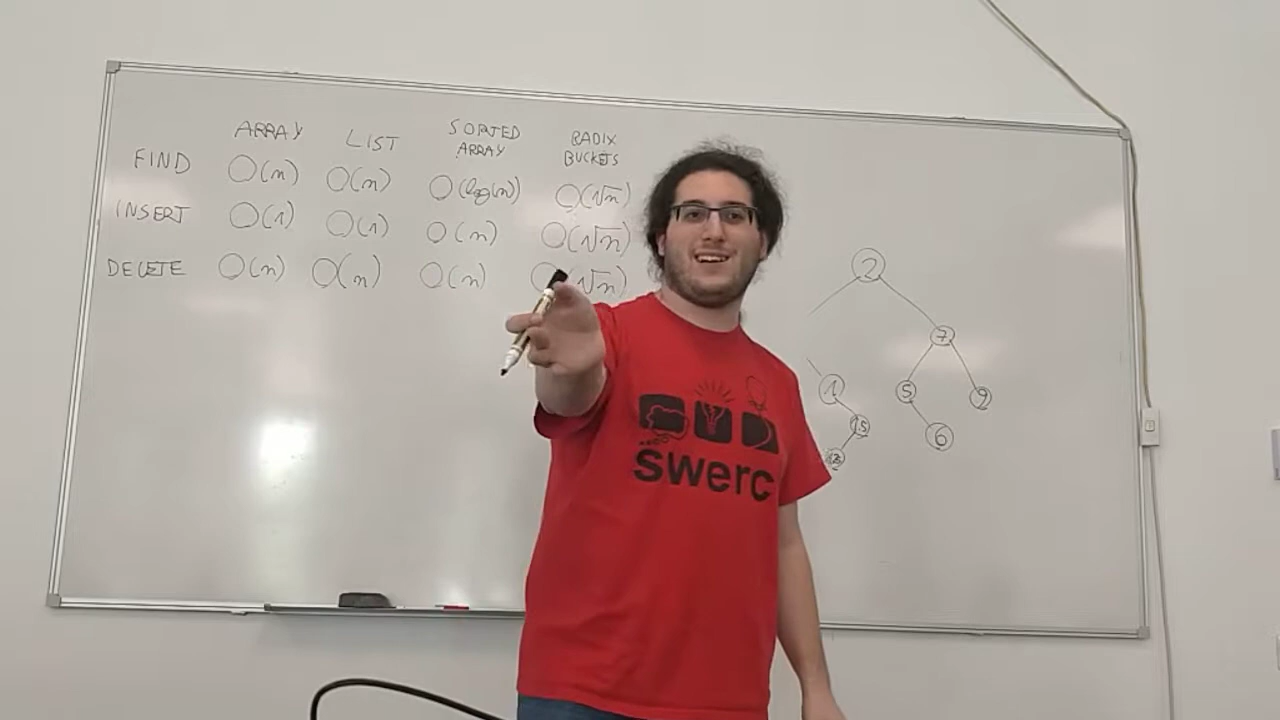 ARRAY LIST SORTED ARRAY RADIX BUCKETS
FIND O(n) O(n) O(log(n)) O(√n)
INSERT O(1) O(1) O(n) O(√n)
DELETE O(n) O(n) O(n) O(√n)
2
7
1 5 9
6
swerc